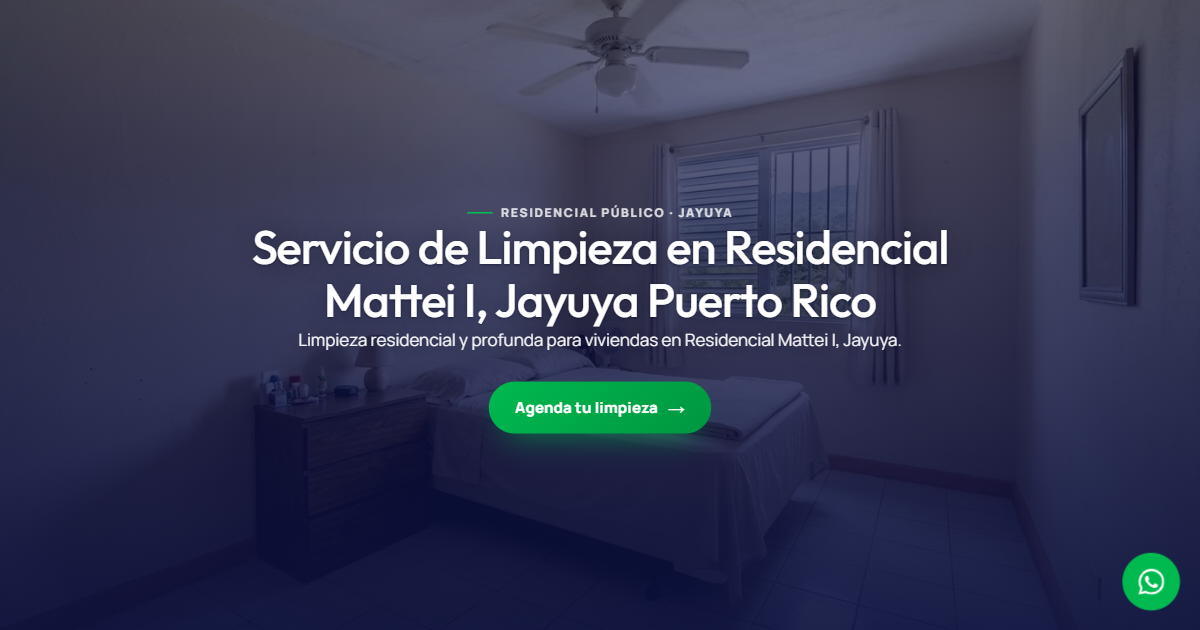 RESIDENCIAL PÚBLICO · JAYUYA
Servicio de Limpieza en Residencial
Mattei I, Jayuya Puerto Rico
Limpieza residencial y profunda para viviendas en Residencial Mattei I, Jayuya.
Agenda tu limpieza →